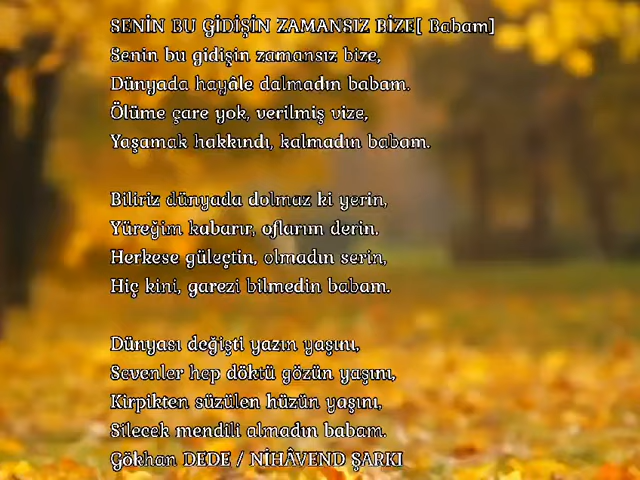 SENİN BU GİDİŞİN ZAMANSIZ BİZE[ Babam]
Senin bu gidişin zamansız bize,
Dünyada hayâle dalmadın babam.
Ölüme çare yok, verilmiş vize,
Yaşamak hakkındı, kalmadın babam.
Biliriz dünyada dolmaz ki yerin,
Yüreğim kabarır, oflarım derin.
Herkese güleçtin, olmadın serin,
Hiç kini, garezi bilmedin babam.
Dünyası değişti yazın yaşını,
Sevenler hep döktü gözün yaşını,
Kirpikten süzülen hüzün yaşını,
Silecek mendili almadın babam.
Gökhan DEDE / NİHÂVEND ŞARKI